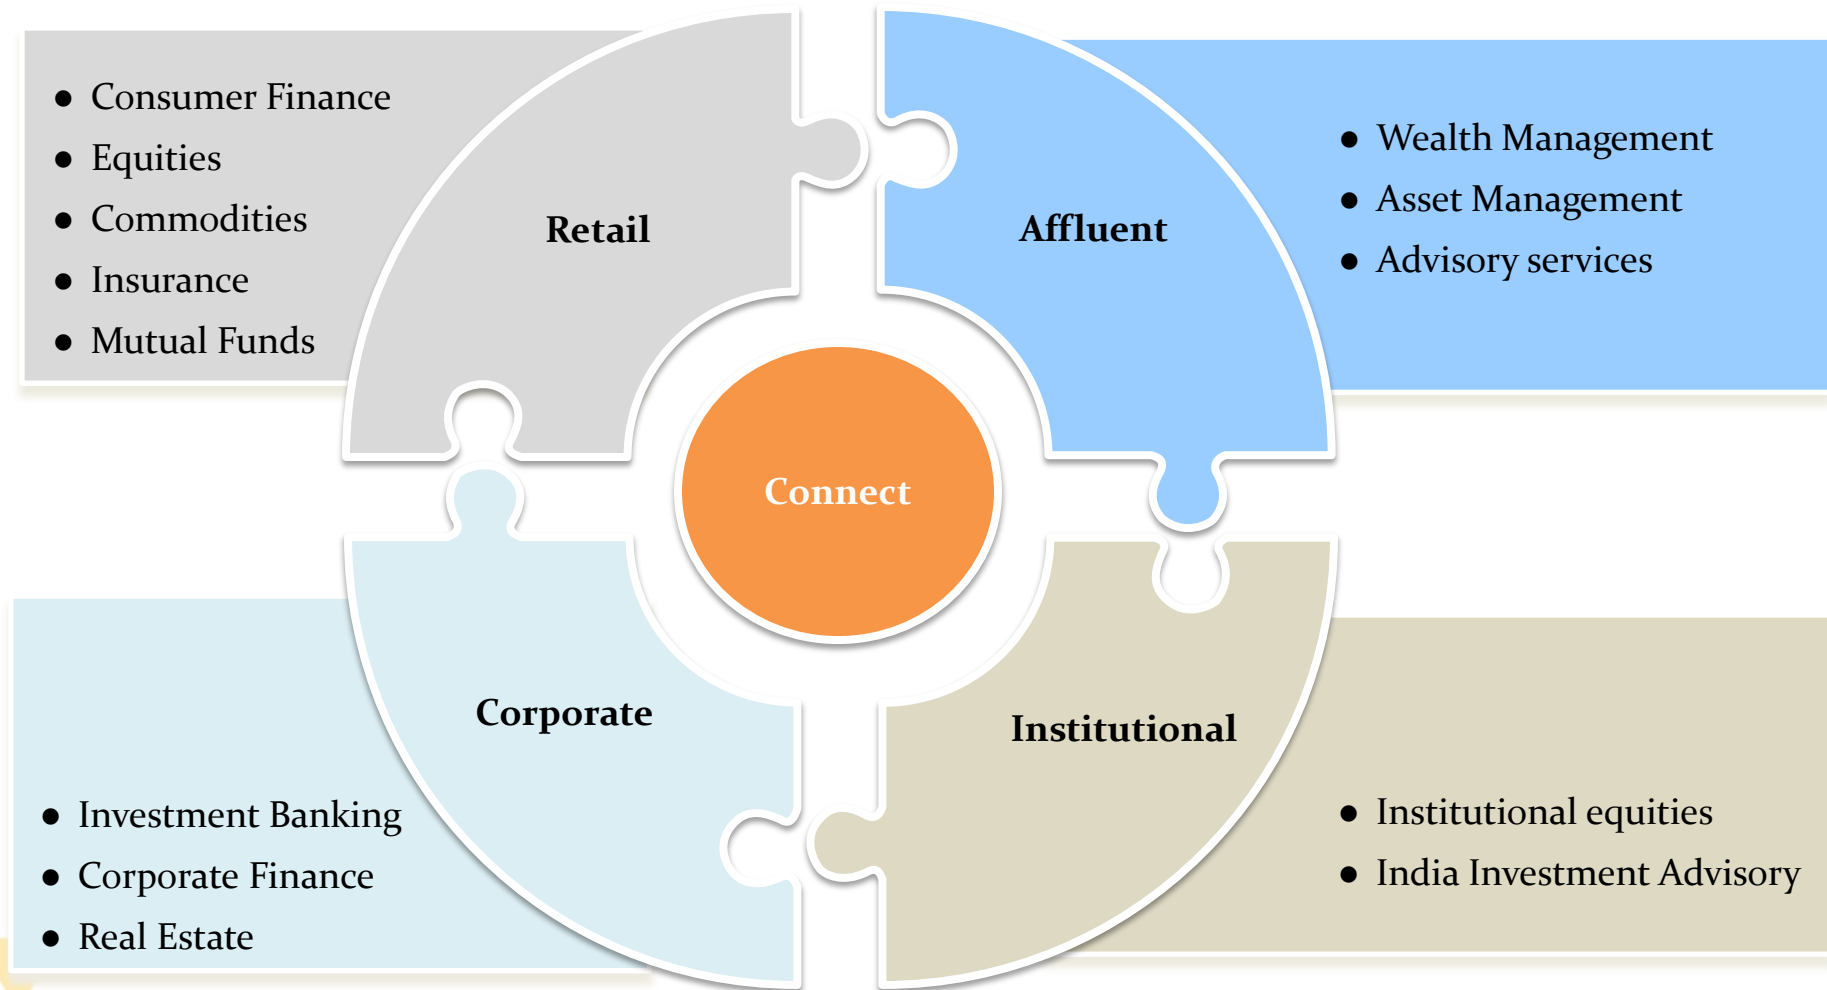 ● Consumer Finance
● Equities
● Commodities
● Insurance
● Mutual Funds
Retail
Affluent
● Wealth Management
● Asset Management
● Advisory services
Connect
Corporate
● Investment Banking
● Corporate Finance
● Real Estate
Institutional
● Institutional equities
● India Investment Advisory